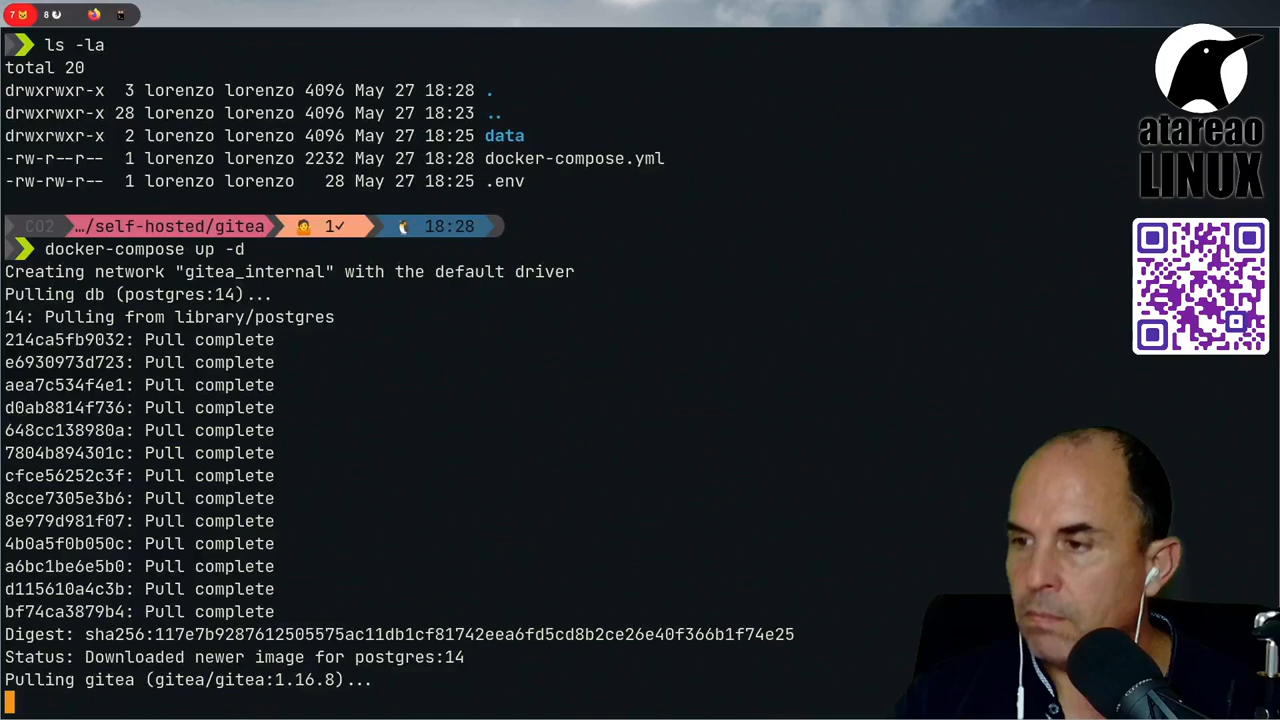 7 8
ls -la
total 20
drwxrwxr-x 3 lorenzo lorenzo 4096 May 27 18:28 .
drwxrwxr-x 28 lorenzo lorenzo 4096 May 27 18:23 ..
drwxrwxr-x 2 lorenzo lorenzo 4096 May 27 18:25 data
-rw-r--r-- 1 lorenzo lorenzo 2232 May 27 18:28 docker-compose.yml
-rw-rw-r-- 1 lorenzo lorenzo 28 May 27 18:25 .env
CO2 …/self-hosted/gitea 1✓ 18:28
docker-compose up -d
Creating network "gitea_internal" with the default driver
Pulling db (postgres:14)...
14: Pulling from library/postgres
214ca5fb9032: Pull complete
e6930973d723: Pull complete
aea7c534f4e1: Pull complete
d0ab8814f736: Pull complete
648cc138980a: Pull complete
7804b894301c: Pull complete
cfce56252c3f: Pull complete
8cce7305e3b6: Pull complete
8e979d981f07: Pull complete
4b0a5f0b050c: Pull complete
a6bc1be6e5b0: Pull complete
d115610a4c3b: Pull complete
bf74ca3879b4: Pull complete
Digest: sha256:117e7b9287612505575ac11db1cf81742eea6fd5cd8b2ce26e40f366b1f74e25
Status: Downloaded newer image for postgres:14
Pulling gitea (gitea/gitea:1.16.8)...
atareao
LINUX